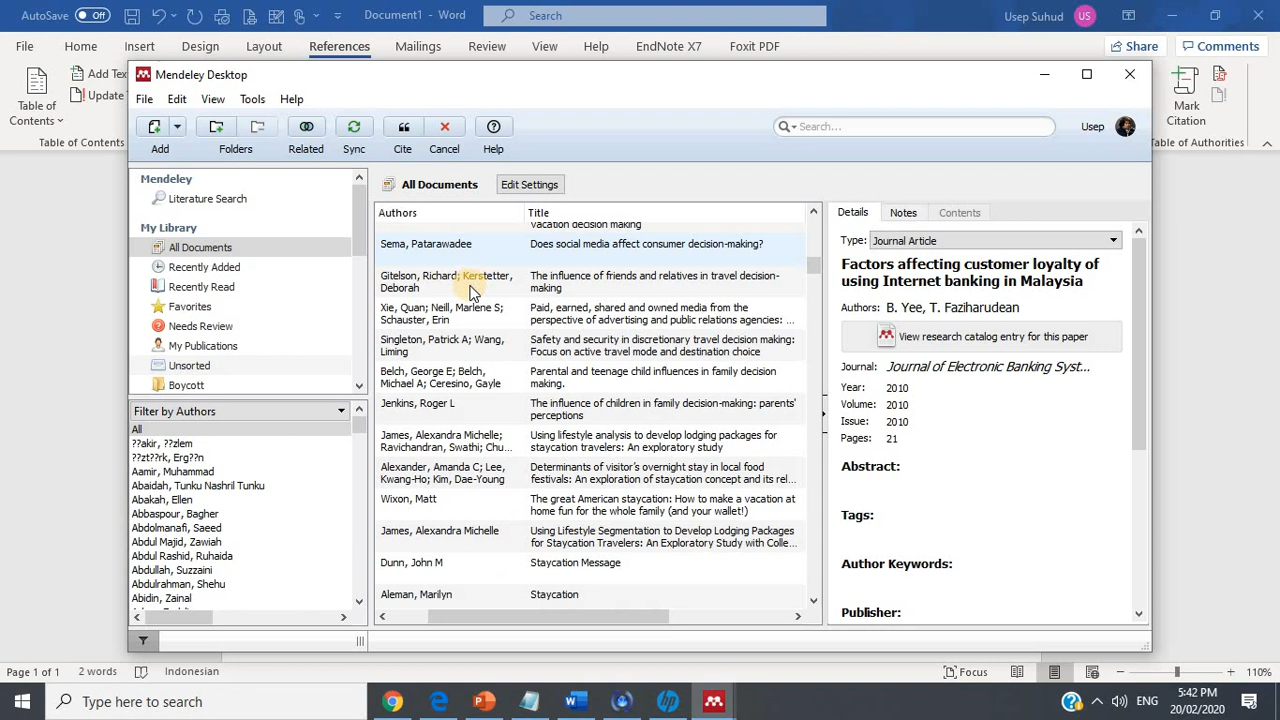 AutoSave Off Document1 - Word Search Usep Suhud US
File Home Insert Design Layout References Mailings Review View Help EndNote X7 Foxit PDF Share Comments
Table of Contents
Add Tex
Update
Table of Contents
Mark Citation
Table of Authorities
Mendeley Desktop
File Edit View Tools Help
Add Folders Related Sync Cite Cancel Help
Search...
Usep
Mendeley
Literature Search
My Library
All Documents
Recently Added
Recently Read
Favorites
Needs Review
My Publications
Unsorted
Boycott
Filter by Authors
All
??akir, ??zlem
??zt??rk, Erg??n
Aamir, Muhammad
Abaidah, Tunku Nashril Tunku
Abakah, Ellen
Abbaspour, Bagher
Abdolmanafi, Saeed
Abdul Majid, Zawiah
Abdul Rashid, Ruhaida
Abdullah, Suzzaini
Abdulrahman, Shehu
Abidin, Zainal
All Documents Edit Settings
Authors Title
vacation decision making
Sema, Patarawadee Does social media affect consumer decision-making?
Gitelson, Richard; Kerstetter, The influence of friends and relatives in travel decision-
Deborah making
Xie, Quan; Neill, Marlene S; Paid, earned, shared and owned media from the
Schauster, Erin perspective of advertising and public relations agencies: ...
Singleton, Patrick A; Wang, Safety and security in discretionary travel decision making:
Liming Focus on active travel mode and destination choice
Belch, George E; Belch, Parental and teenage child influences in family decision
Michael A; Ceresino, Gayle making.
Jenkins, Roger L The influence of children in family decision-making: parents'
perceptions
James, Alexandra Michelle; Using lifestyle analysis to develop lodging packages for
Ravichandran, Swathi; Chu... staycation travelers: An exploratory study
Alexander, Amanda C; Lee, Determinants of visitor's overnight stay in local food
Kwang-Ho; Kim, Dae-Young festivals: An exploration of staycation concept and its rel...
Wixon, Matt The great American staycation: How to make a vacation at
home fun for the whole family (and your wallet!)
James, Alexandra Michelle Using Lifestyle Segmentation to Develop Lodging Packages
for Staycation Travelers: An Exploratory Study with Colle...
Dunn, John M Staycation Message
Aleman, Marilyn Staycation
Details Notes Contents
Type: Journal Article
Factors affecting customer loyalty of
using Internet banking in Malaysia
Authors: B. Yee, T. Faziharudean
View research catalog entry for this paper
Journal: Journal of Electronic Banking Syst...
Year: 2010
Volume: 2010
Issue: 2010
Pages: 21
Abstract:
Tags:
Author Keywords:
Publisher:
Page 1 of 1 2 words Indonesian Focus 110%
Type here to search
ENG
5:42 PM
20/02/2020